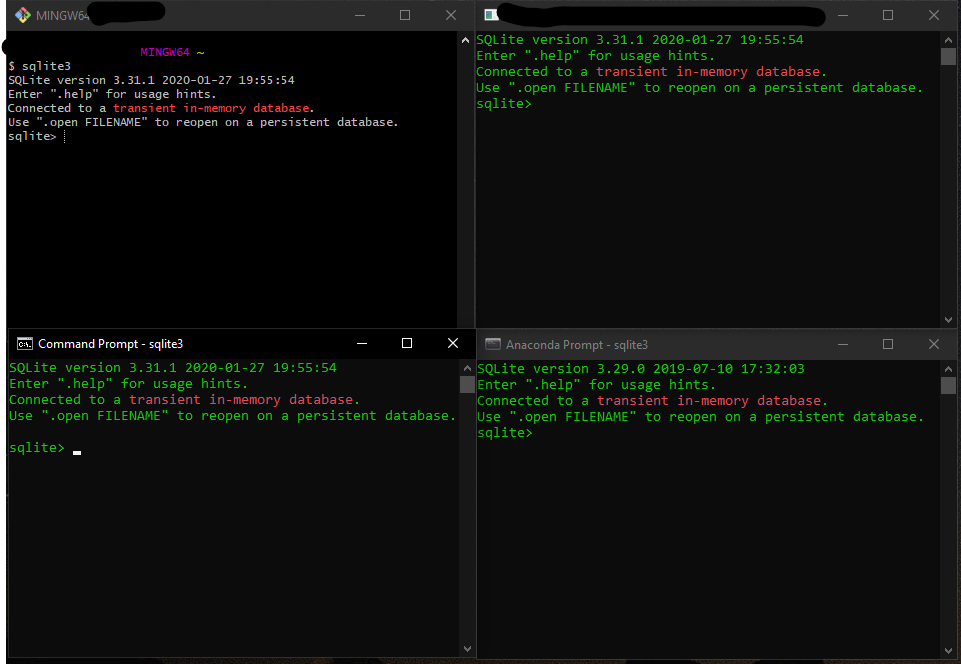 MINGW64
MINGW64 ~
$ sqlite3
SQLite version 3.31.1 2020-01-27 19:55:54
Enter ".help" for usage hints.
Connected to a transient in-memory database.
Use ".open FILENAME" to reopen on a persistent database.
sqlite>
SQLite version 3.31.1 2020-01-27 19:55:54
Enter ".help" for usage hints.
Connected to a transient in-memory database.
Use ".open FILENAME" to reopen on a persistent database.
sqlite>
C:\.
Command Prompt - sqlite3
SQLite version 3.31.1 2020-01-27 19:55:54
Enter ".help" for usage hints.
Connected to a transient in-memory database.
Use ".open FILENAME" to reopen on a persistent database.
sqlite>
Anaconda Prompt - sqlite3
SQLite version 3.29.0 2019-07-10 17:32:03
Enter ".help" for usage hints.
Connected to a transient in-memory database.
Use ".open FILENAME" to reopen on a persistent database.
sqlite>